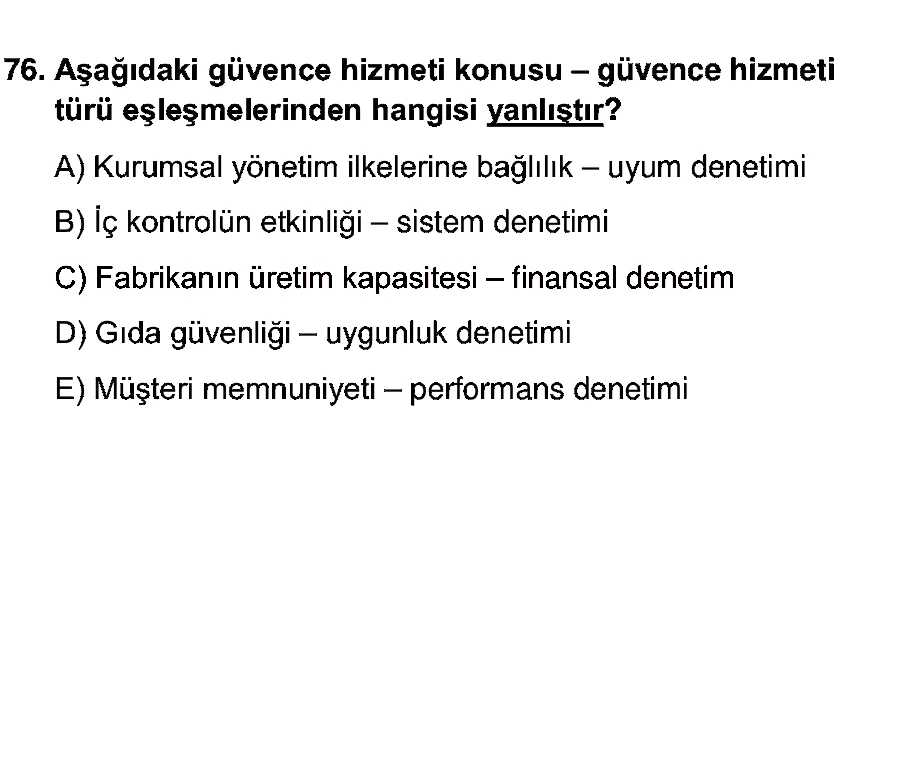 76. Aşağıdaki güvence hizmeti konusu – güvence hizmeti
türü eşleşmelerinden hangisi yanlıştır?
A) Kurumsal yönetim ilkelerine bağlılık – uyum denetimi
B) İç kontrolün etkinliği – sistem denetimi
C) Fabrikanın üretim kapasitesi – finansal denetim
D) Gıda güvenliği – uygunluk denetimi
E) Müşteri memnuniyeti – performans denetimi